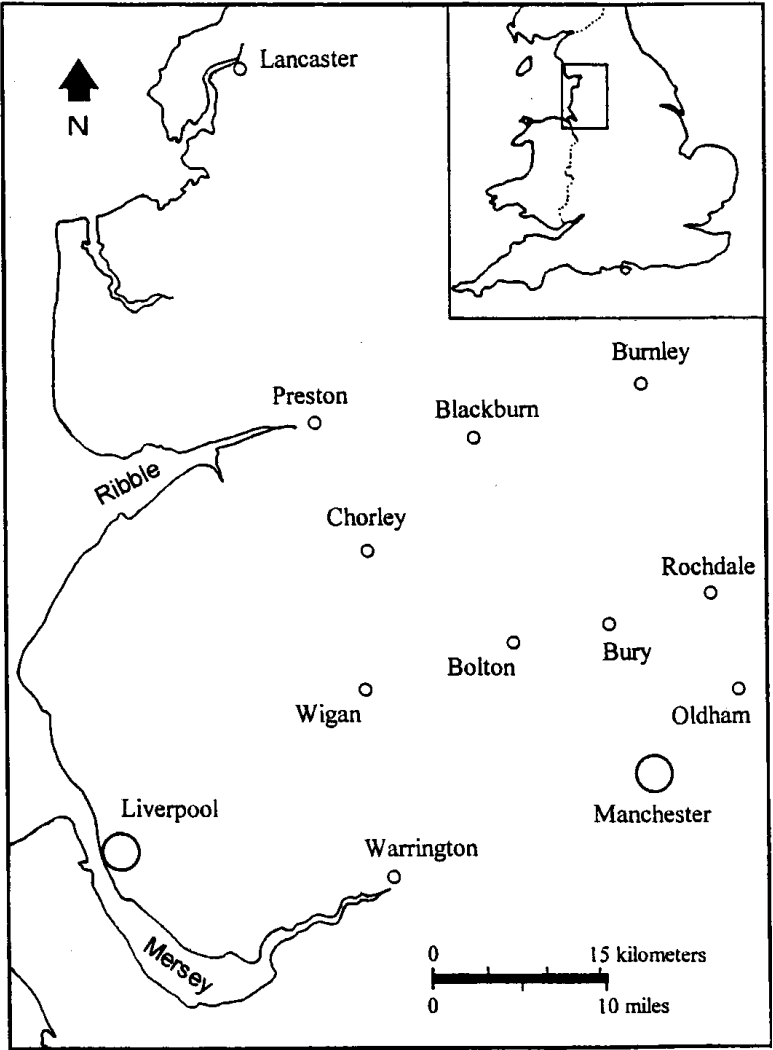 Lancaster
N
Burnley
Preston
Blackburn
Ribble
Chorley
Rochdale
Bury
Bolton
Wigan
Oldham
Liverpool
Manchester
Warrington
Mersey
0 15 kilometers
0 10 miles